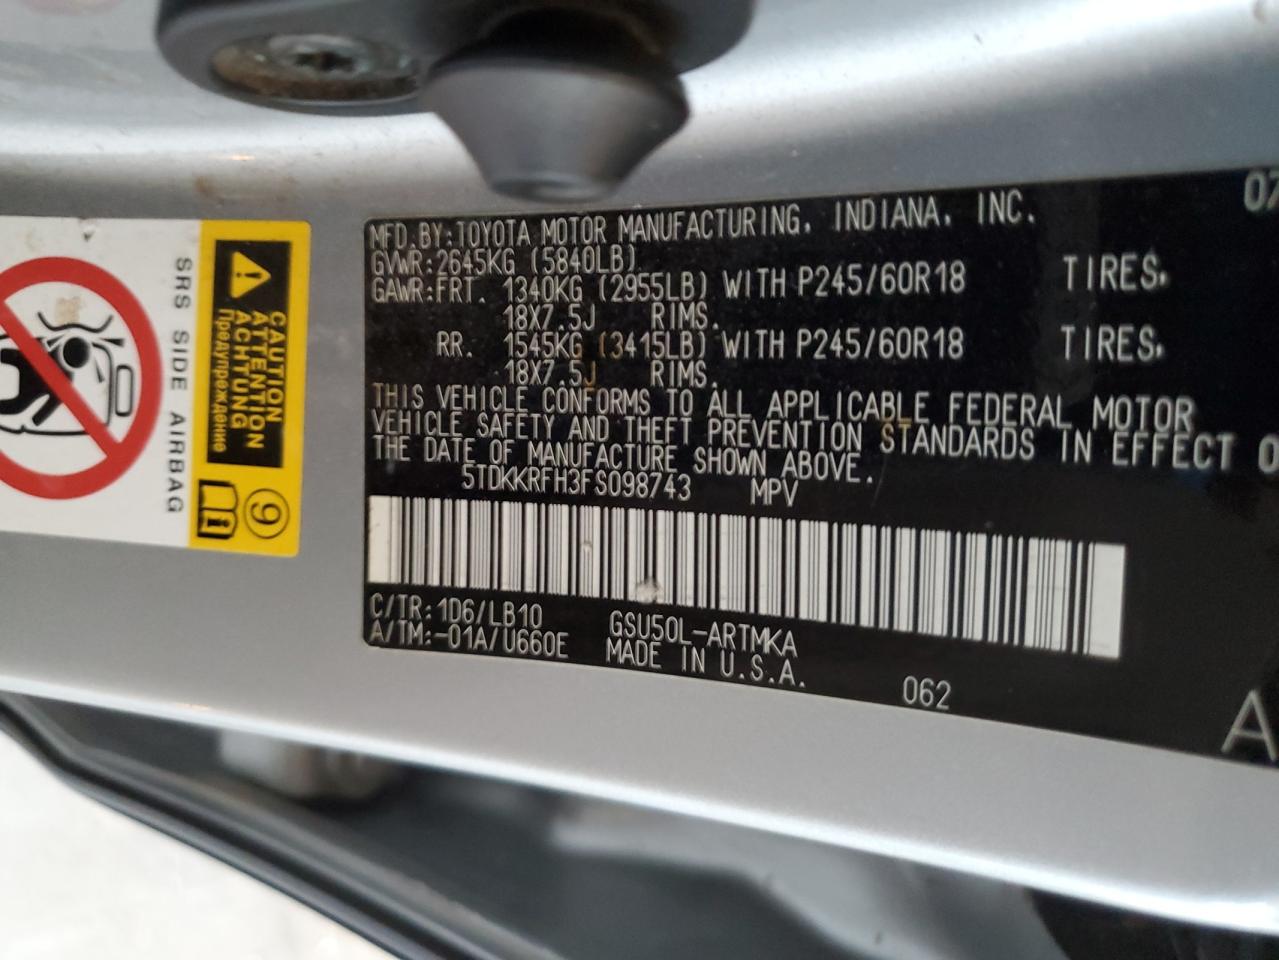 SRS SIDE AIRBAG
CAUTION
ATTENTION
ACHTUNG
Предупреждение
9
07
MFD.BY:TOYOTA MOTOR MANUFACTURING, INDIANA, INC.
GVWR:2645KG (5840LB)
GAWR:FRT. 1340KG (2955LB) WITH P245/60R18 TIRES,
18X7.5J RIMS.
RR. 1545KG (3415LB) WITH P245/60R18 TIRES,
18X7.5J RIMS.
THIS VEHICLE CONFORMS TO ALL APPLICABLE FEDERAL MOTOR
VEHICLE SAFETY AND THEFT PREVENTION STANDARDS IN EFFECT O
THE DATE OF MANUFACTURE SHOWN ABOVE.
5TDKKRFH3FS098743 MPV
C/TR:1D6/LB10 GSU50L-ARTMKA
A/TM:-01A/U660E MADE IN U.S.A.
062
A